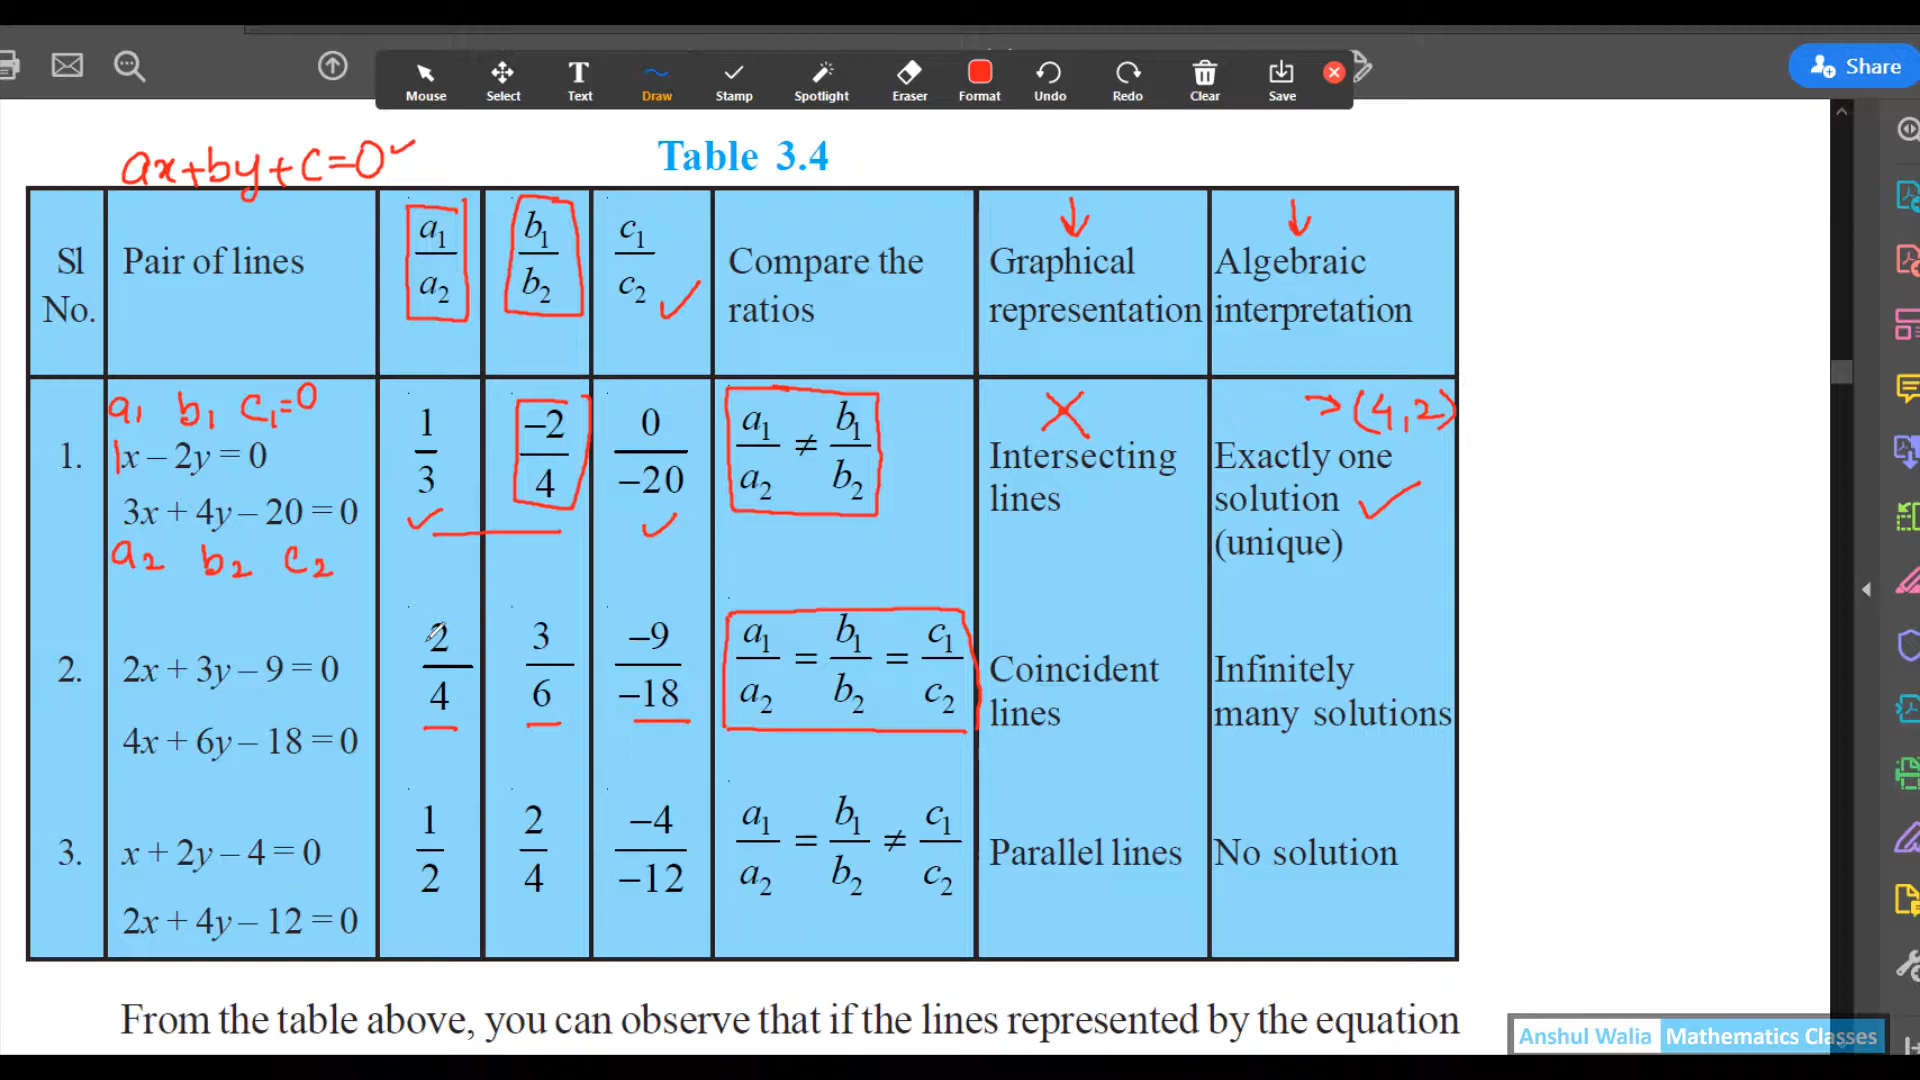 Share
Mouse Select Text Draw Stamp Spotlight Eraser Format Undo Redo Clear Save
ax+by+c=0
Table 3.4
Sl No. Pair of lines a1/a2 b1/b2 c1/c2 Compare the ratios Graphical representation Algebraic interpretation
a1 b1 c1=0
→(4,2)
1. 1x – 2y = 0 1/3 –2/4 0/–20 a1/a2 ≠ b1/b2 Intersecting lines Exactly one solution (unique)
3x + 4y – 20 = 0
a2 b2 c2
2. 2x + 3y – 9 = 0 2/4 3/6 –9/–18 a1/a2 = b1/b2 = c1/c2 Coincident lines Infinitely many solutions
4x + 6y – 18 = 0
3. x + 2y – 4 = 0 1/2 2/4 –4/–12 a1/a2 = b1/b2 ≠ c1/c2 Parallel lines No solution
2x + 4y – 12 = 0
From the table above, you can observe that if the lines represented by the equation
Anshul Walia Mathematics Classes